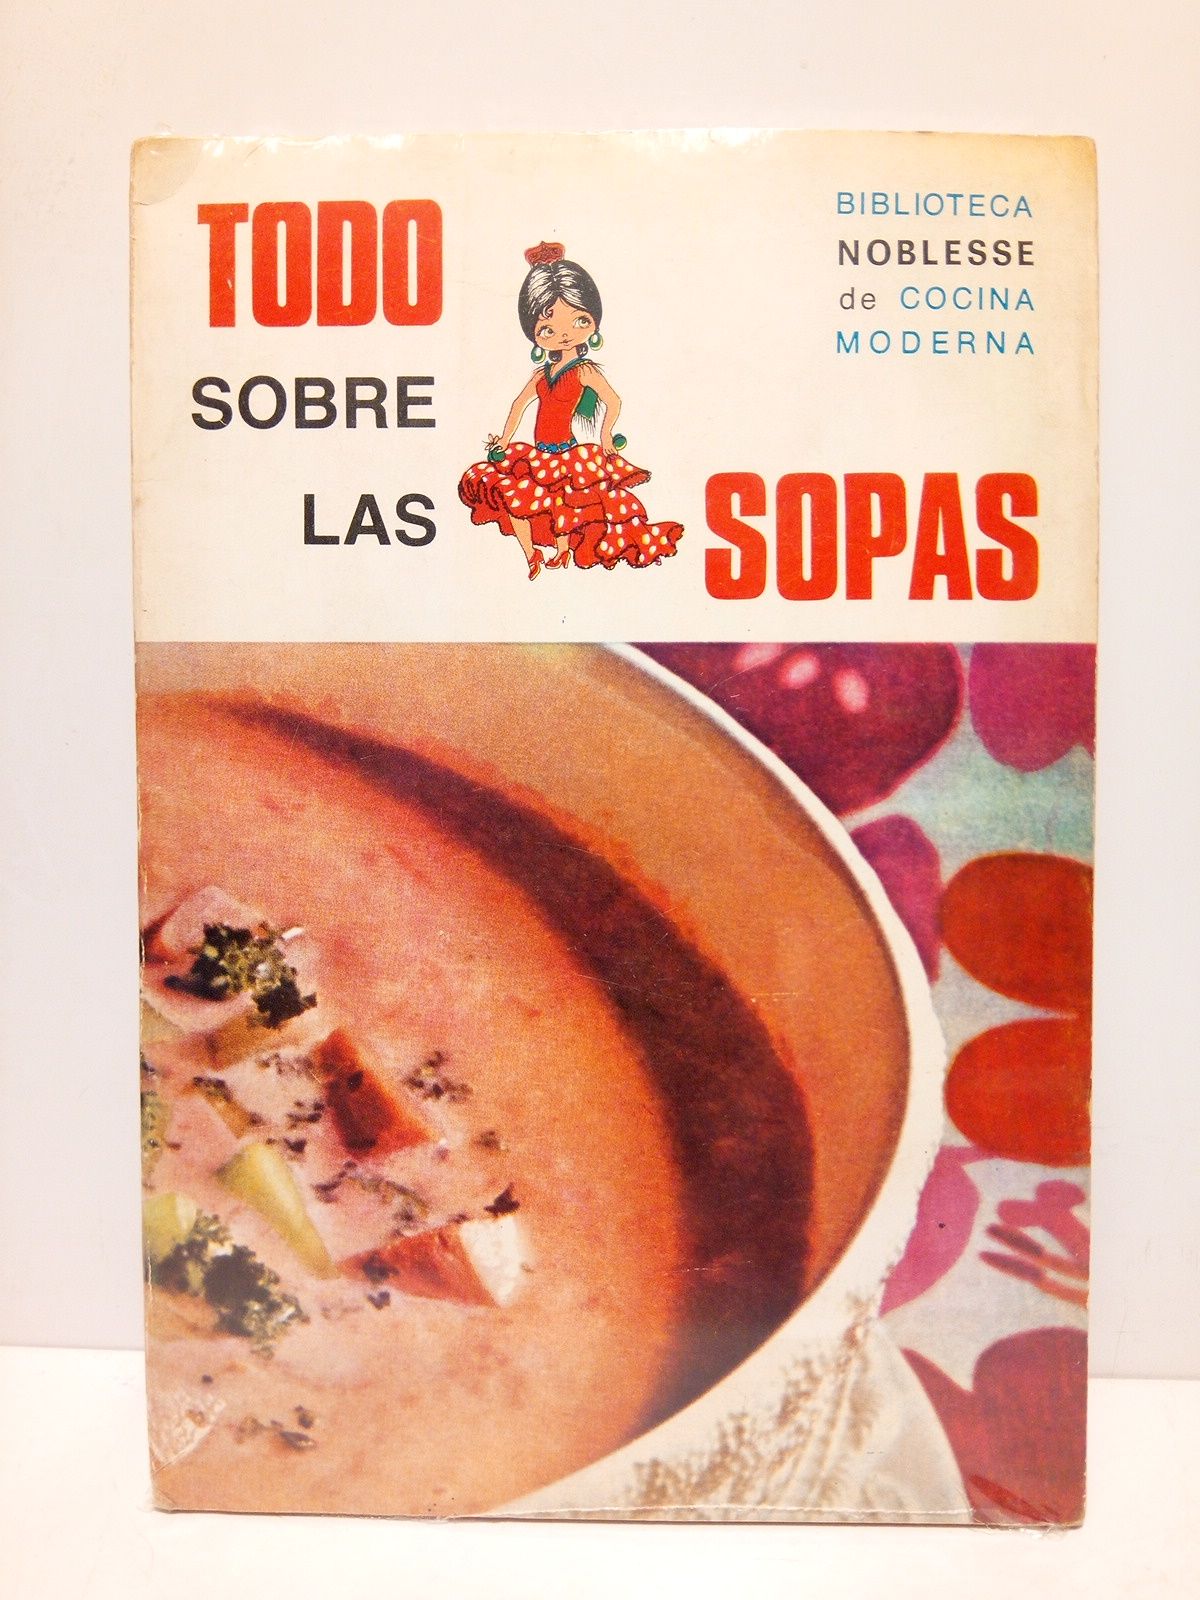 TODO
SOBRE
LAS
SOPAS
BIBLIOTECA
NOBLESSE
de COCINA
MODERNA